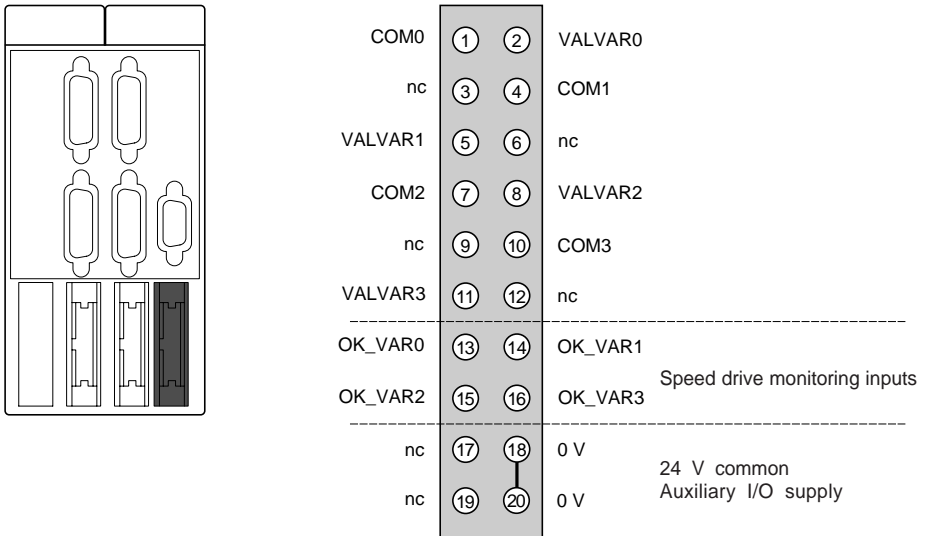 COM0 1 2 VALVAR0
nc 3 4 COM1
VALVAR1 5 6 nc
COM2 7 8 VALVAR2
nc 9 10 COM3
VALVAR3 11 12 nc
OK_VAR0 13 14 OK_VAR1
Speed drive monitoring inputs
OK_VAR2 15 16 OK_VAR3
nc 17 18 0 V
24 V common
Auxiliary I/O supply
nc 19 20 0 V